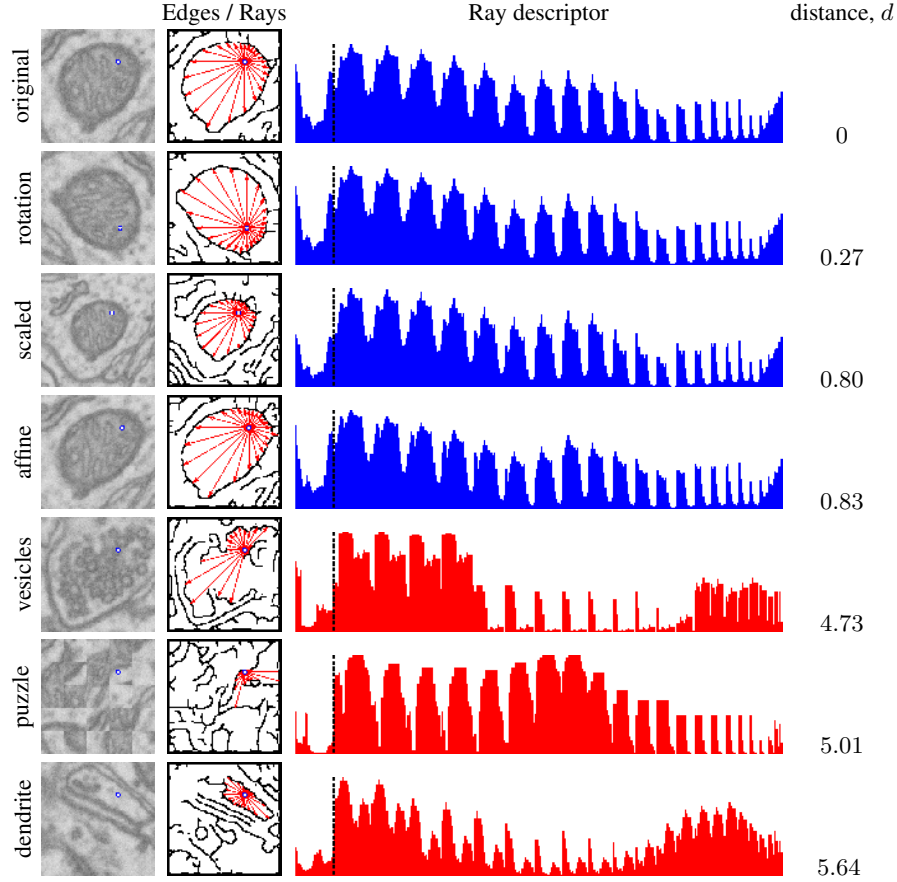 Edges / Rays Ray descriptor distance, d
original 0
rotation 0.27
scaled 0.80
affine 0.83
vesicles 4.73
puzzle 5.01
dendrite 5.64